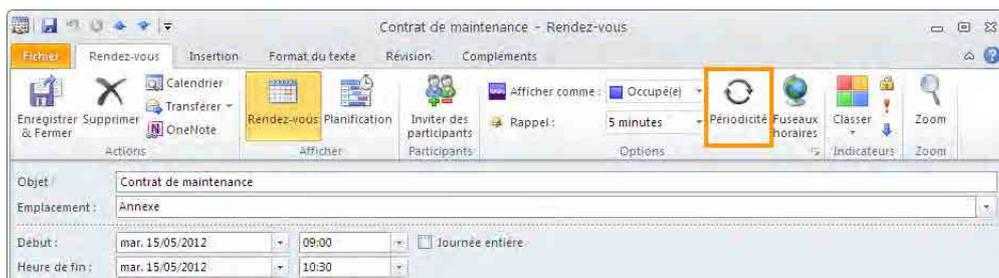 Contrat de maintenance - Rendez-vous
Fichier Rendez-vous Insertion Format du texte Révision Compléments
Enregistrer & Fermer
Supprimer
Calendrier
Transférer
OneNote
Actions
Rendez-vous
Planification
Afficher
Inviter des participants
Participants
Afficher comme : Occupé(e)
Rappel : 5 minutes
Périodicité
Fuseaux horaires
Options
Classer
Indicateurs
Zoom
Zoom
Objet : Contrat de maintenance
Emplacement : Annexe
Début : mar. 15/05/2012 09:00 Journée entière
Heure de fin : mar. 15/05/2012 10:30